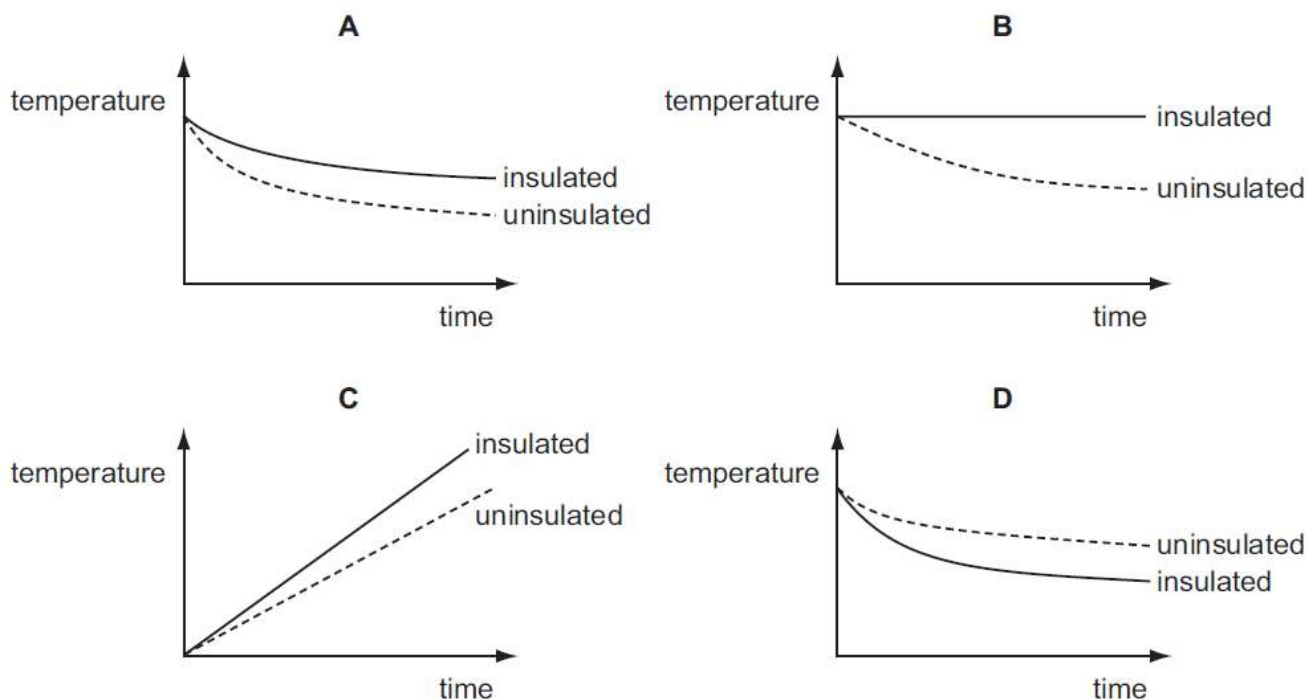 A
temperature
insulated
uninsulated
time
B
temperature
insulated
uninsulated
time
C
temperature
insulated
uninsulated
time
D
temperature
uninsulated
insulated
time